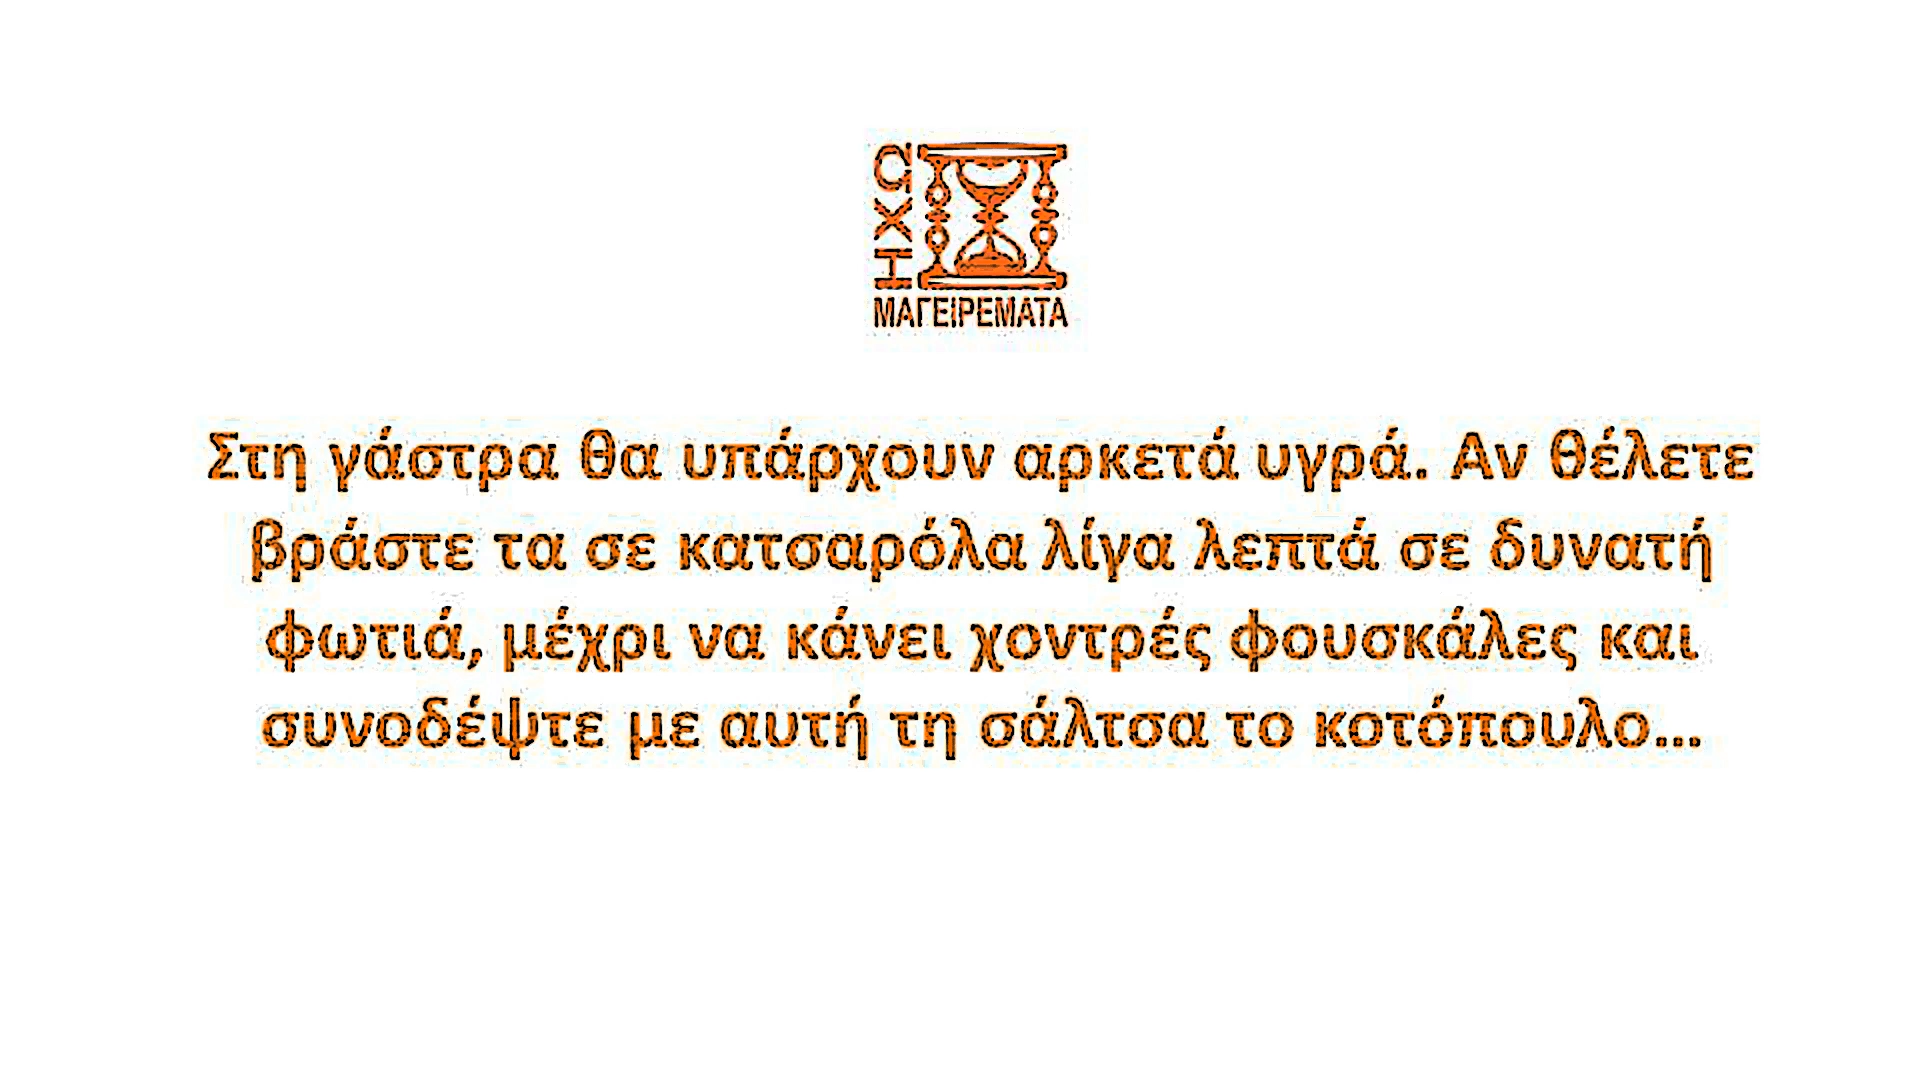 ΜΑΓΕΙΡΕΜΑΤΑ
Στη γάστρα θα υπάρχουν αρκετά υγρά. Αν θέλετε
βράστε τα σε κατσαρόλα λίγα λεπτά σε δυνατή
φωτιά, μέχρι να κάνει χοντρές φουσκάλες και
συνοδέψτε με αυτή τη σάλτσα το κοτόπουλο...